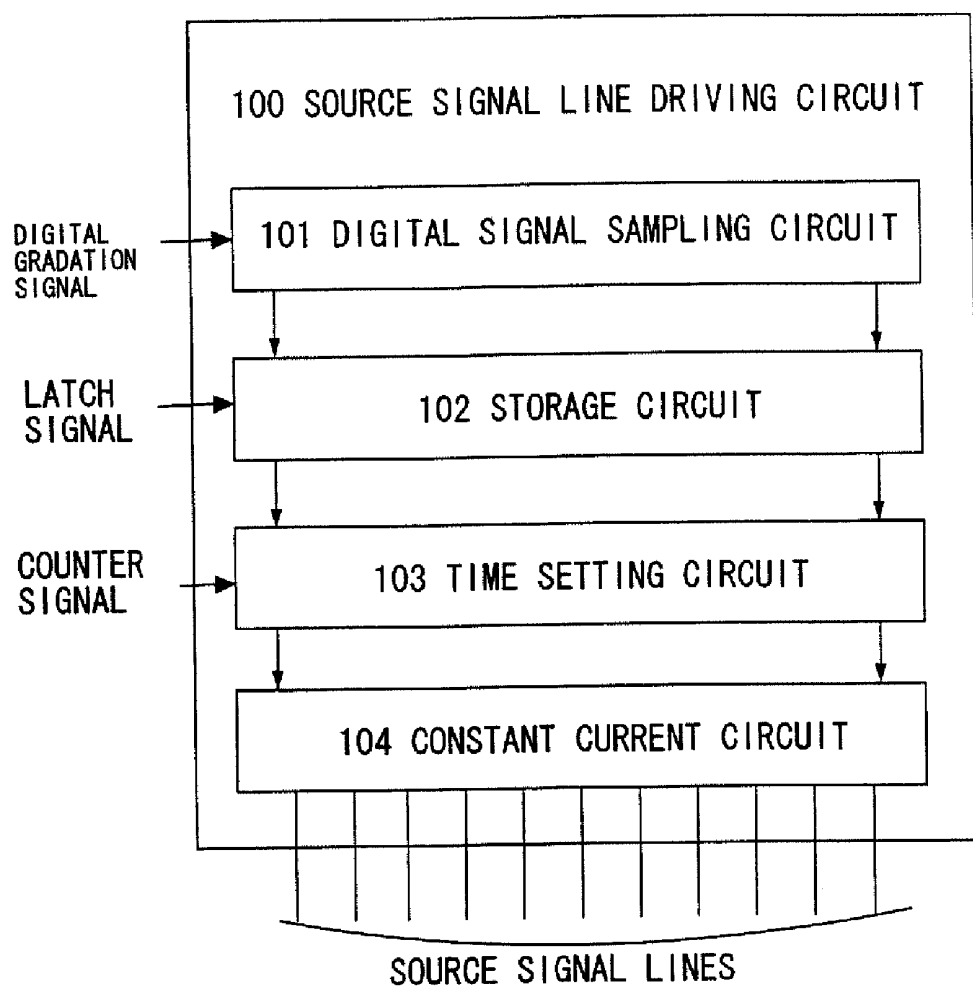 100 SOURCE SIGNAL LINE DRIVING CIRCUIT
DIGITAL
GRADATION
SIGNAL
101 DIGITAL SIGNAL SAMPLING CIRCUIT
LATCH
SIGNAL
102 STORAGE CIRCUIT
COUNTER
SIGNAL
103 TIME SETTING CIRCUIT
104 CONSTANT CURRENT CIRCUIT
SOURCE SIGNAL LINES